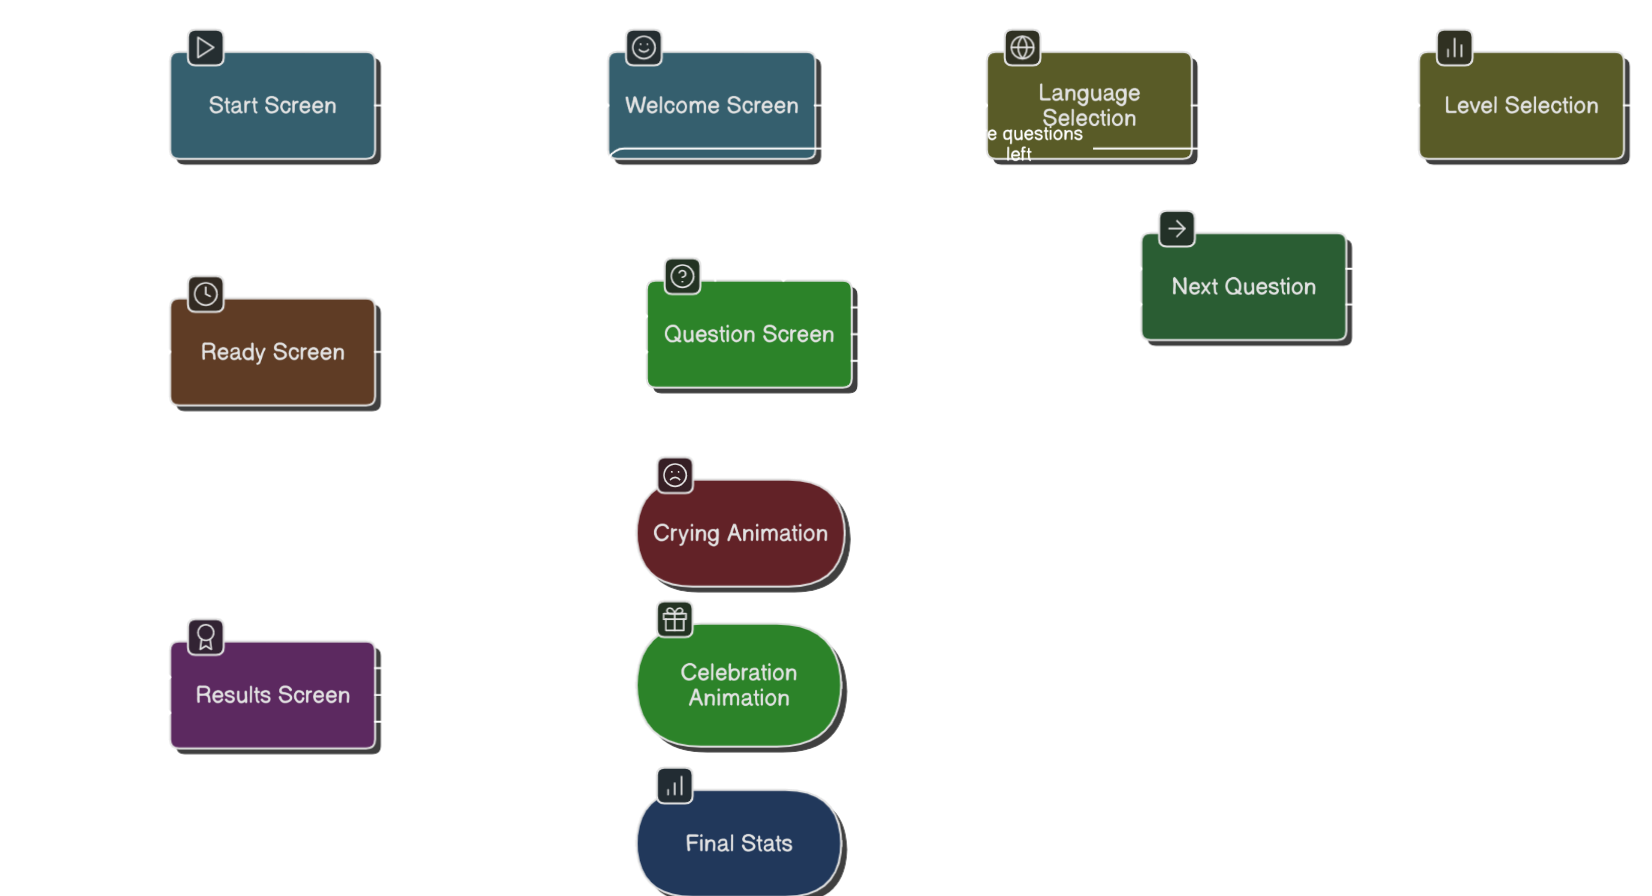 Start Screen
Welcome Screen
Language
Selection
e questions
left
Level Selection
Next Question
Ready Screen
Question Screen
Crying Animation
Results Screen
Celebration
Animation
Final Stats